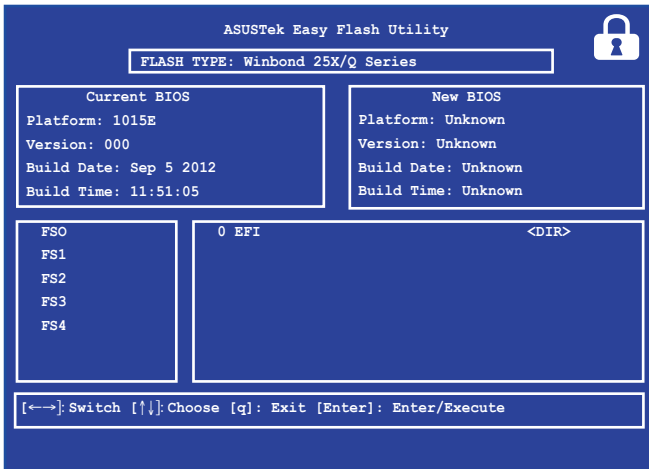 ASUSTek Easy Flash Utility
FLASH TYPE: Winbond 25X/Q Series
Current BIOS
Platform: 1015E
Version: 000
Build Date: Sep 5 2012
Build Time: 11:51:05
New BIOS
Platform: Unknown
Version: Unknown
Build Date: Unknown
Build Time: Unknown
FSO
FS1
FS2
FS3
FS4
0 EFI <DIR>
[←→]: Switch [↑↓]: Choose [q]: Exit [Enter]: Enter/Execute